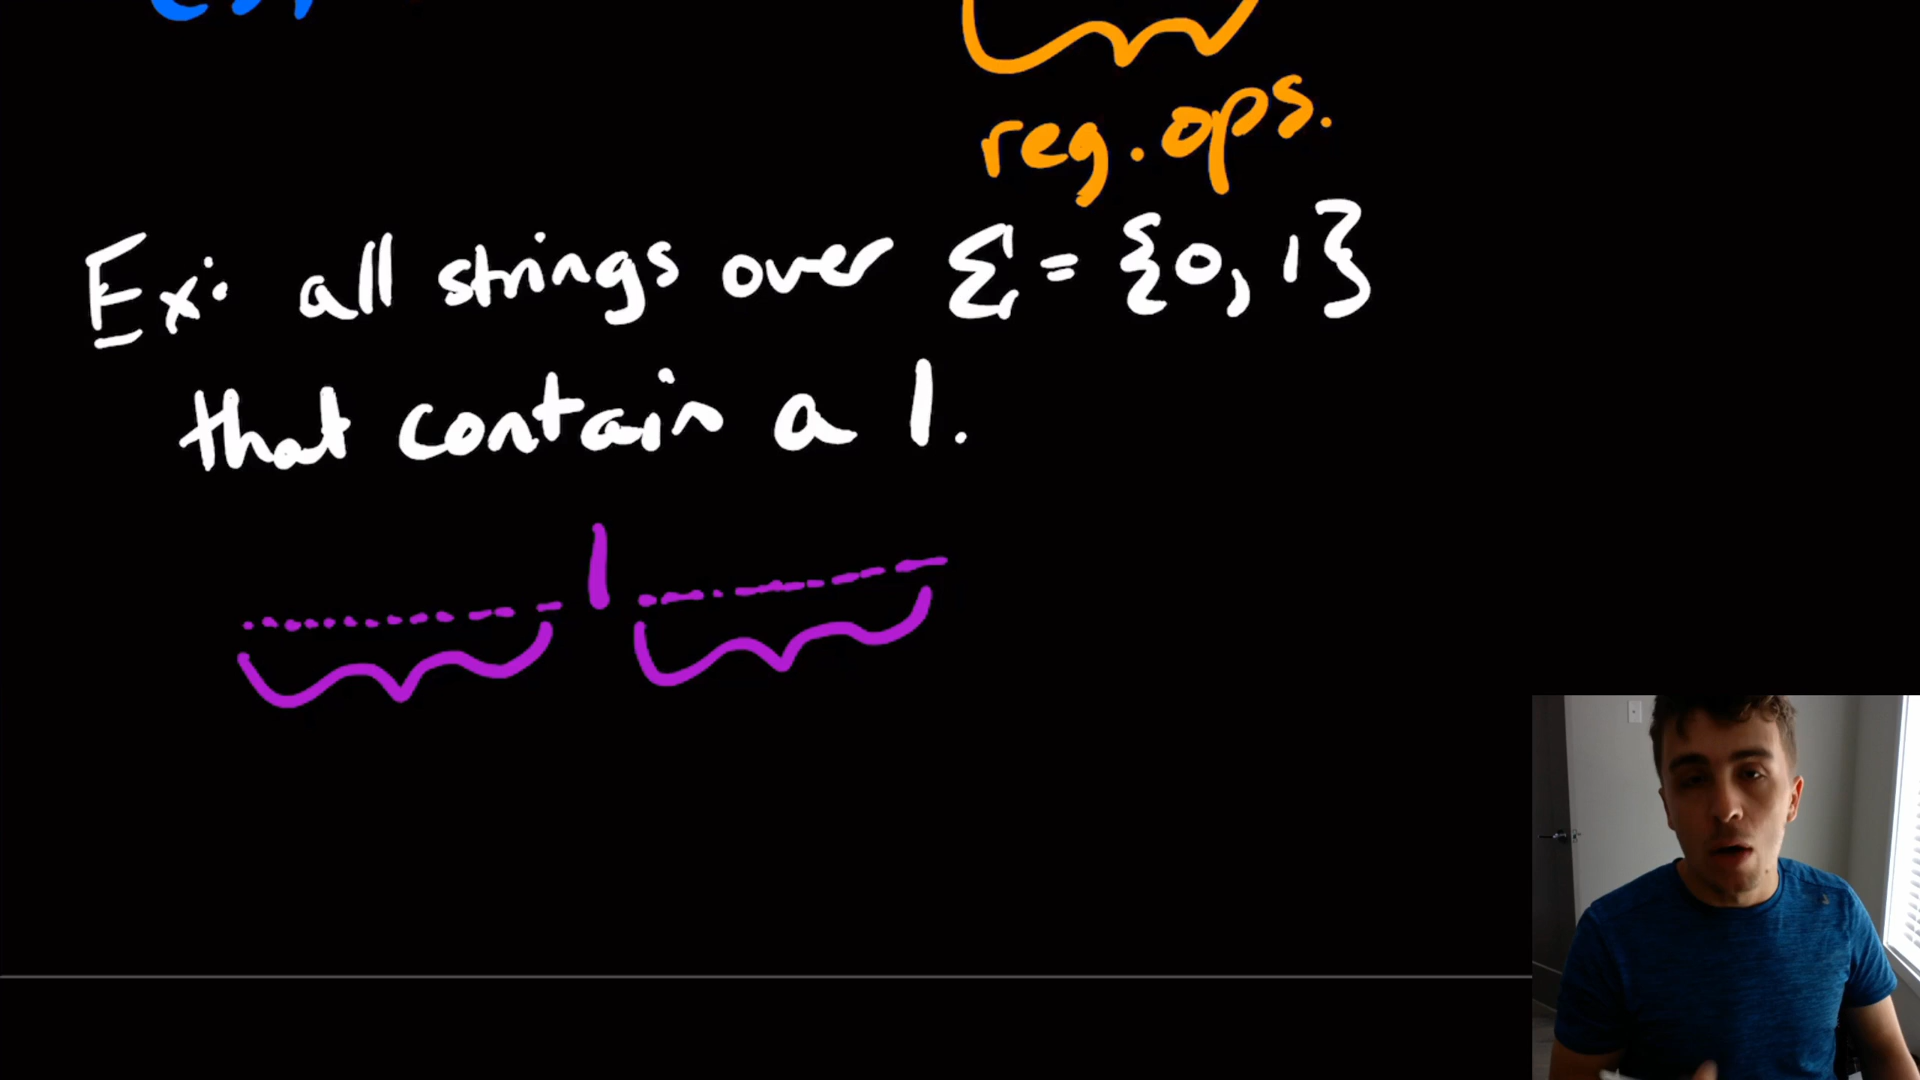 reg. ops.
Ex: all strings over Σ = {0, 1}
that contain a 1.
1